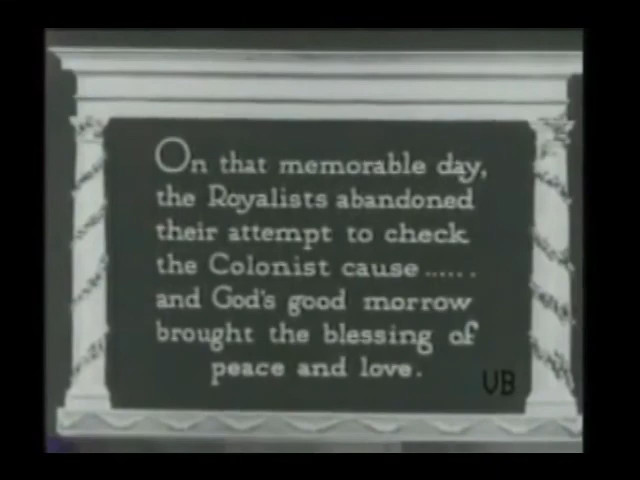 On that memorable day,
the Royalists abandoned
their attempt to check
the Colonist cause ......
and God's good morrow
brought the blessing of
peace and love.
VB